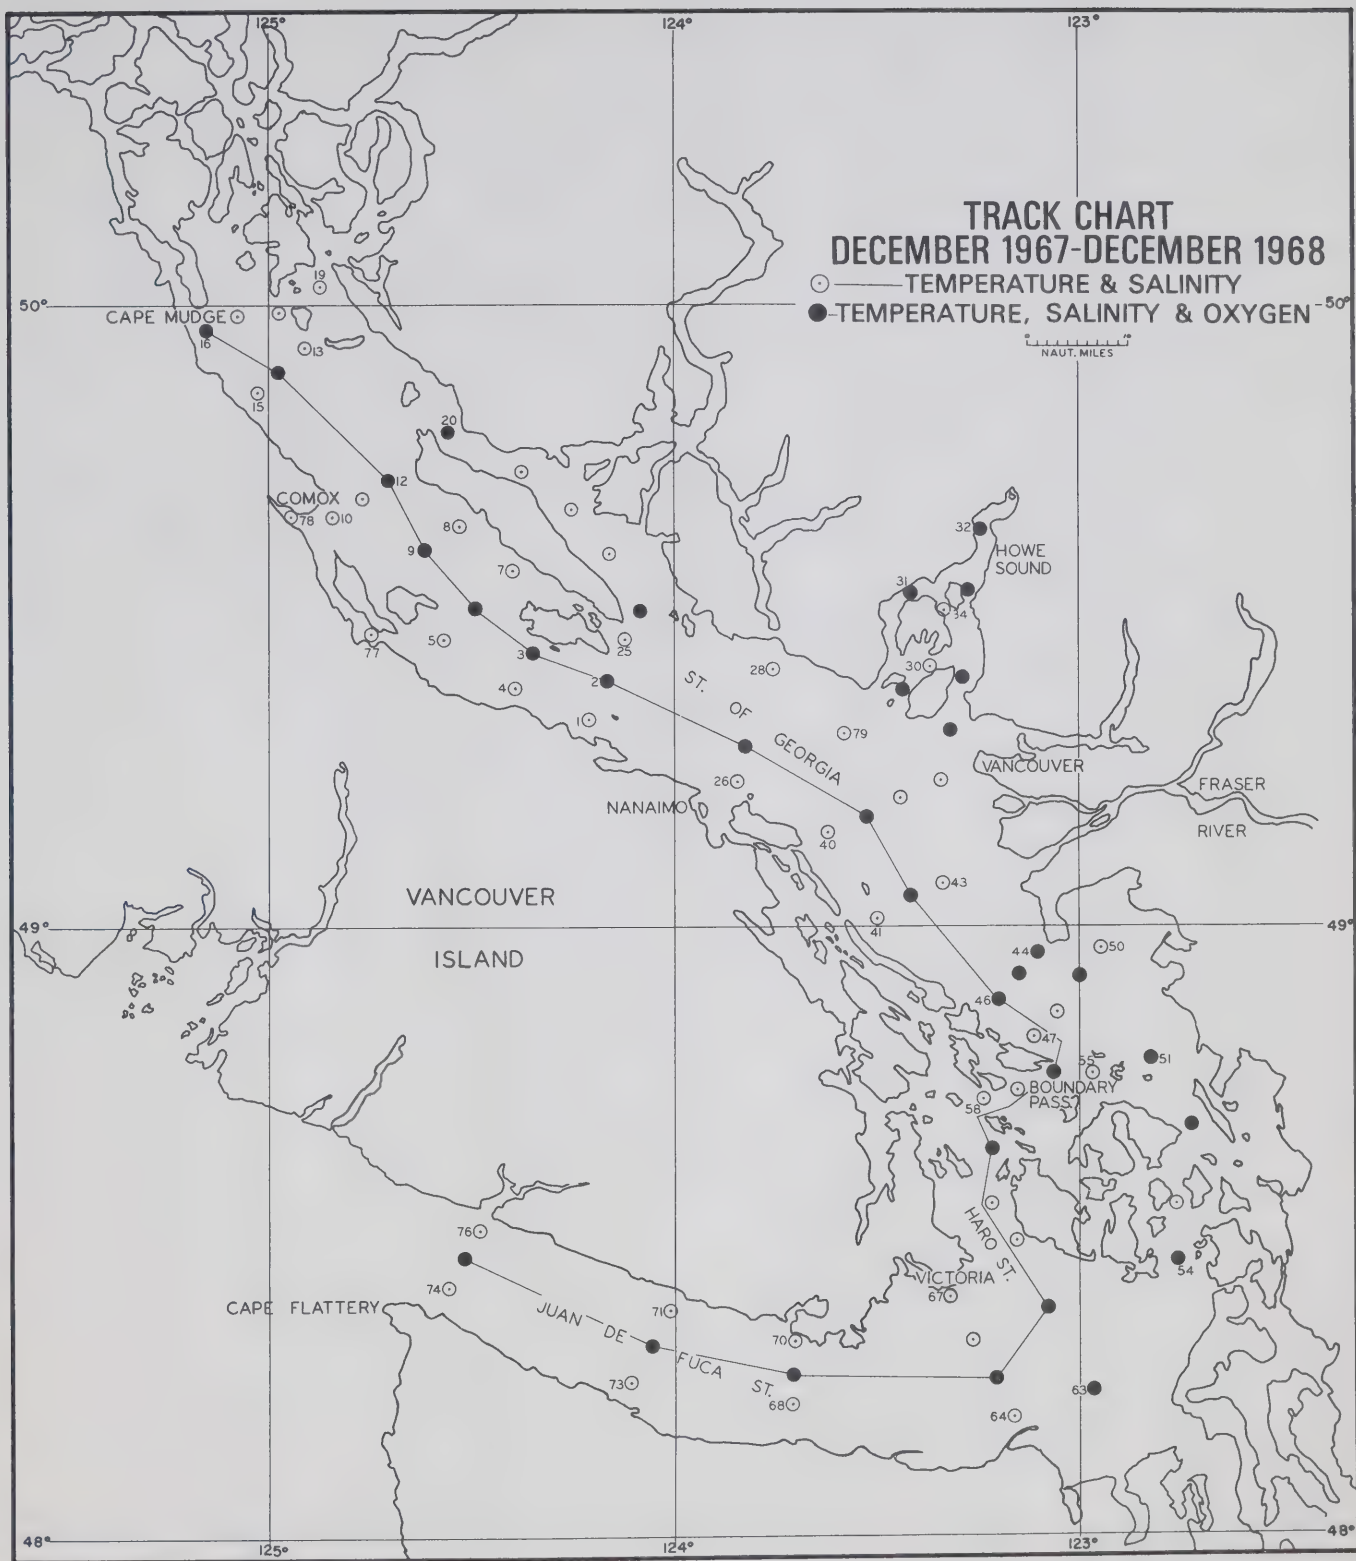 125°
124°
123°
TRACK CHART
DECEMBER 1967-DECEMBER 1968
TEMPERATURE & SALINITY
TEMPERATURE, SALINITY & OXYGEN
NAUT. MILES
50°
50°
19
CAPE MUDGE
16
13
15
20
12
COMOX
78
10
8
9
7
32
HOWE
SOUND
31
34
77
5
3
25
30
28
2
4
1
ST. OF GEORGIA
79
VANCOUVER
26
NANAIMO
FRASER
RIVER
40
43
VANCOUVER
ISLAND
41
49°
49°
44
50
46
47
55
51
BOUNDARY
PASS.
58
HARO ST.
76
54
VICTORIA
67
74
CAPE FLATTERY
JUAN DE FUCA ST.
71
70
73
68
63
64
48°
48°
125°
124°
123°